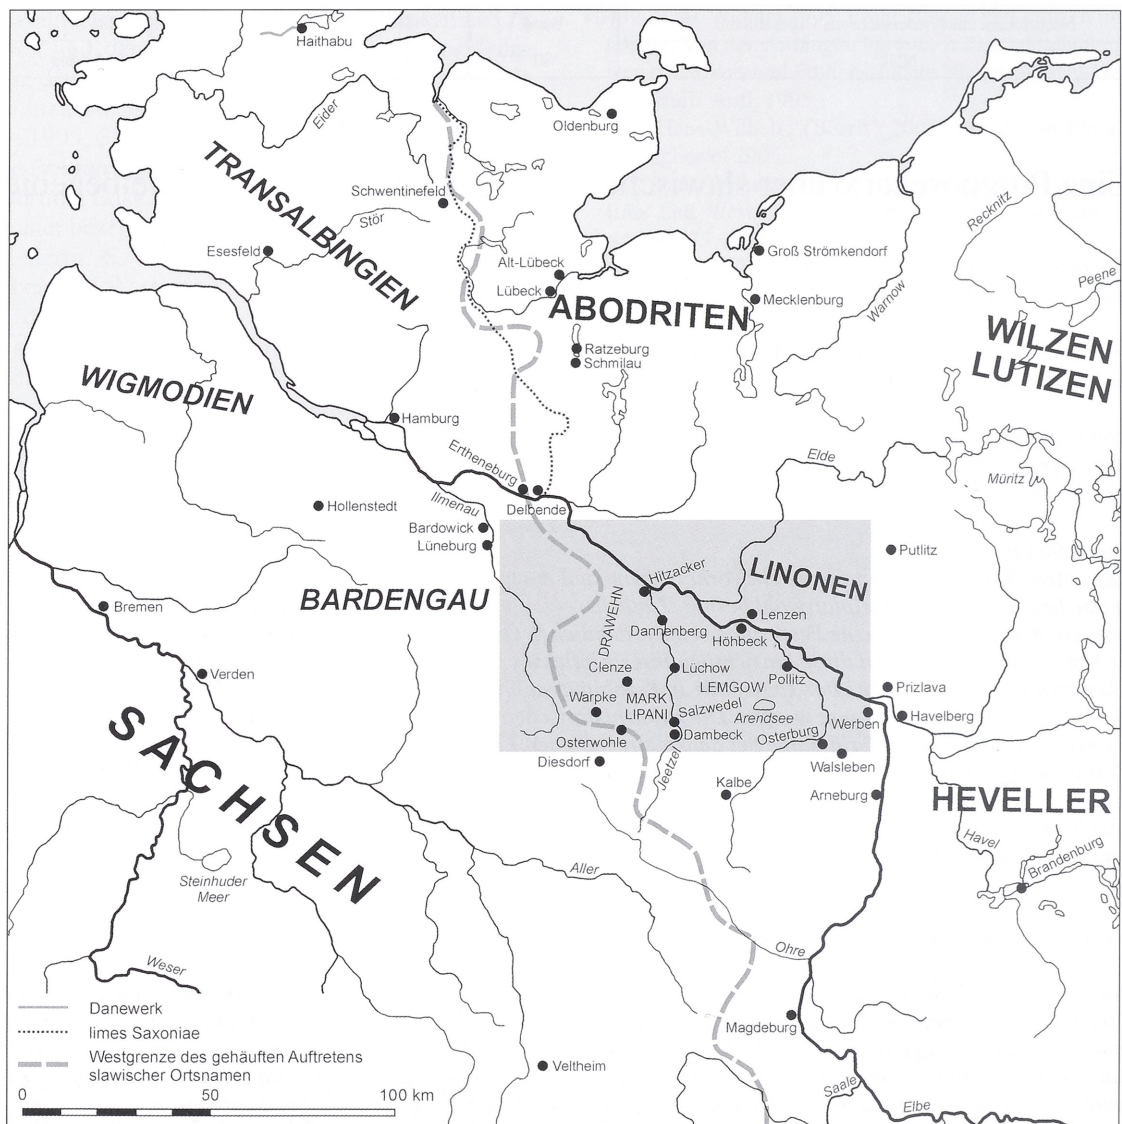 Haithabu
Eider
Oldenburg
TRANSALBINGIEN
Schwentinefeld
Stör
Recknitz
Esesfeld
Groß Strömkendorf
Alt-Lübeck
Peene
Lübeck
Mecklenburg
Warnow
ABODRITEN
WILZEN
LUTIZEN
Ratzeburg
Schmilau
WIGMODIEN
Hamburg
Ertheneburg
Elde
Müritz
Ilmenau
Hollenstedt
Delbende
Bardowick
Lüneburg
Putlitz
Hitzacker
LINONEN
BARDENGAU
DRAWEHN
Bremen
Lenzen
Dannenberg
Höhbeck
Clenze
Lüchow
Verden
Pollitz
LEMGOW
Prizlava
Warpke
MARK
LIPANI
Salzwedel
Arendsee
Werben
Havelberg
Osterwohle
Dambeck
Osterburg
Diesdorf
Jeetzel
Walsleben
Kalbe
Arneburg
HEVELLER
SACHSEN
Havel
Brandenburg
Aller
Steinhuder
Meer
Ohre
Weser
Magdeburg
Veltheim
Saale
Elbe
Danewerk
limes Saxoniae
Westgrenze des gehäuften Auftretens
slawischer Ortsnamen
0 50 100 km